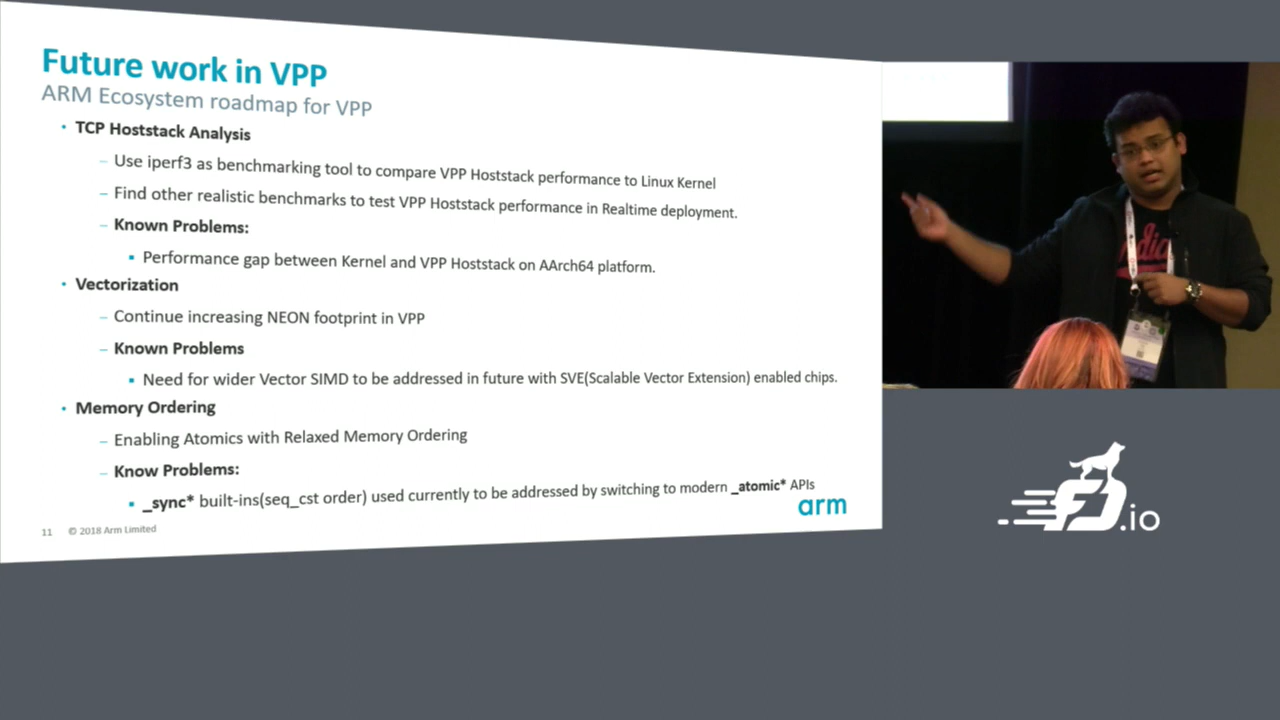 Future work in VPP
ARM Ecosystem roadmap for VPP
• TCP Hoststack Analysis
– Use iperf3 as benchmarking tool to compare VPP Hoststack performance to Linux Kernel
– Find other realistic benchmarks to test VPP Hoststack performance in Realtime deployment.
– Known Problems:
▪ Performance gap between Kernel and VPP Hoststack on AArch64 platform.
• Vectorization
– Continue increasing NEON footprint in VPP
– Known Problems
▪ Need for wider Vector SIMD to be addressed in future with SVE(Scalable Vector Extension) enabled chips.
• Memory Ordering
– Enabling Atomics with Relaxed Memory Ordering
– Know Problems:
▪ _sync* built-ins(seq_cst order) used currently to be addressed by switching to modern _atomic* APIs
arm
11 © 2018 Arm Limited
FD.io